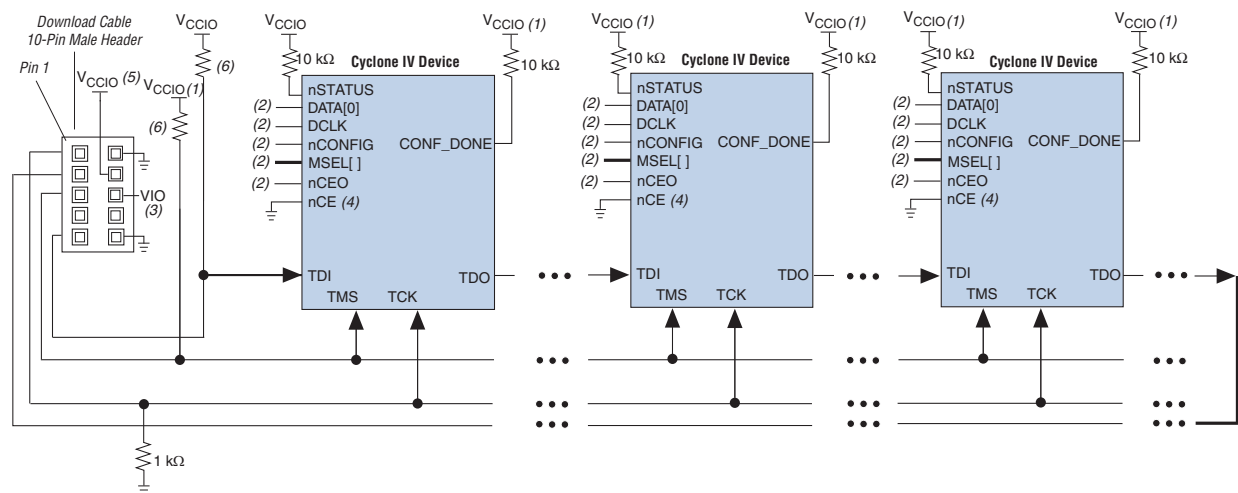 Download Cable
10-Pin Male Header
Pin 1
VCCIO (5)
VCCIO(1)
(6)
VCCIO
(6)
VIO
(3)
1 kΩ
VCCIO
10 kΩ
VCCIO (1)
10 kΩ
Cyclone IV Device
nSTATUS
(2) DATA[0]
(2) DCLK
(2) nCONFIG
CONF_DONE
(2) MSEL[ ]
(2) nCEO
nCE (4)
TDI
TDO
TMS
TCK
VCCIO (1)
10 kΩ
VCCIO (1)
10 kΩ
Cyclone IV Device
nSTATUS
(2) DATA[0]
(2) DCLK
(2) nCONFIG
CONF_DONE
(2) MSEL[ ]
(2) nCEO
nCE (4)
TDI
TDO
TMS
TCK
VCCIO(1)
10 kΩ
VCCIO (1)
10 kΩ
Cyclone IV Device
nSTATUS
(2) DATA[0]
(2) DCLK
(2) nCONFIG
CONF_DONE
(2) MSEL[ ]
(2) nCEO
nCE (4)
TDI
TDO
TMS
TCK